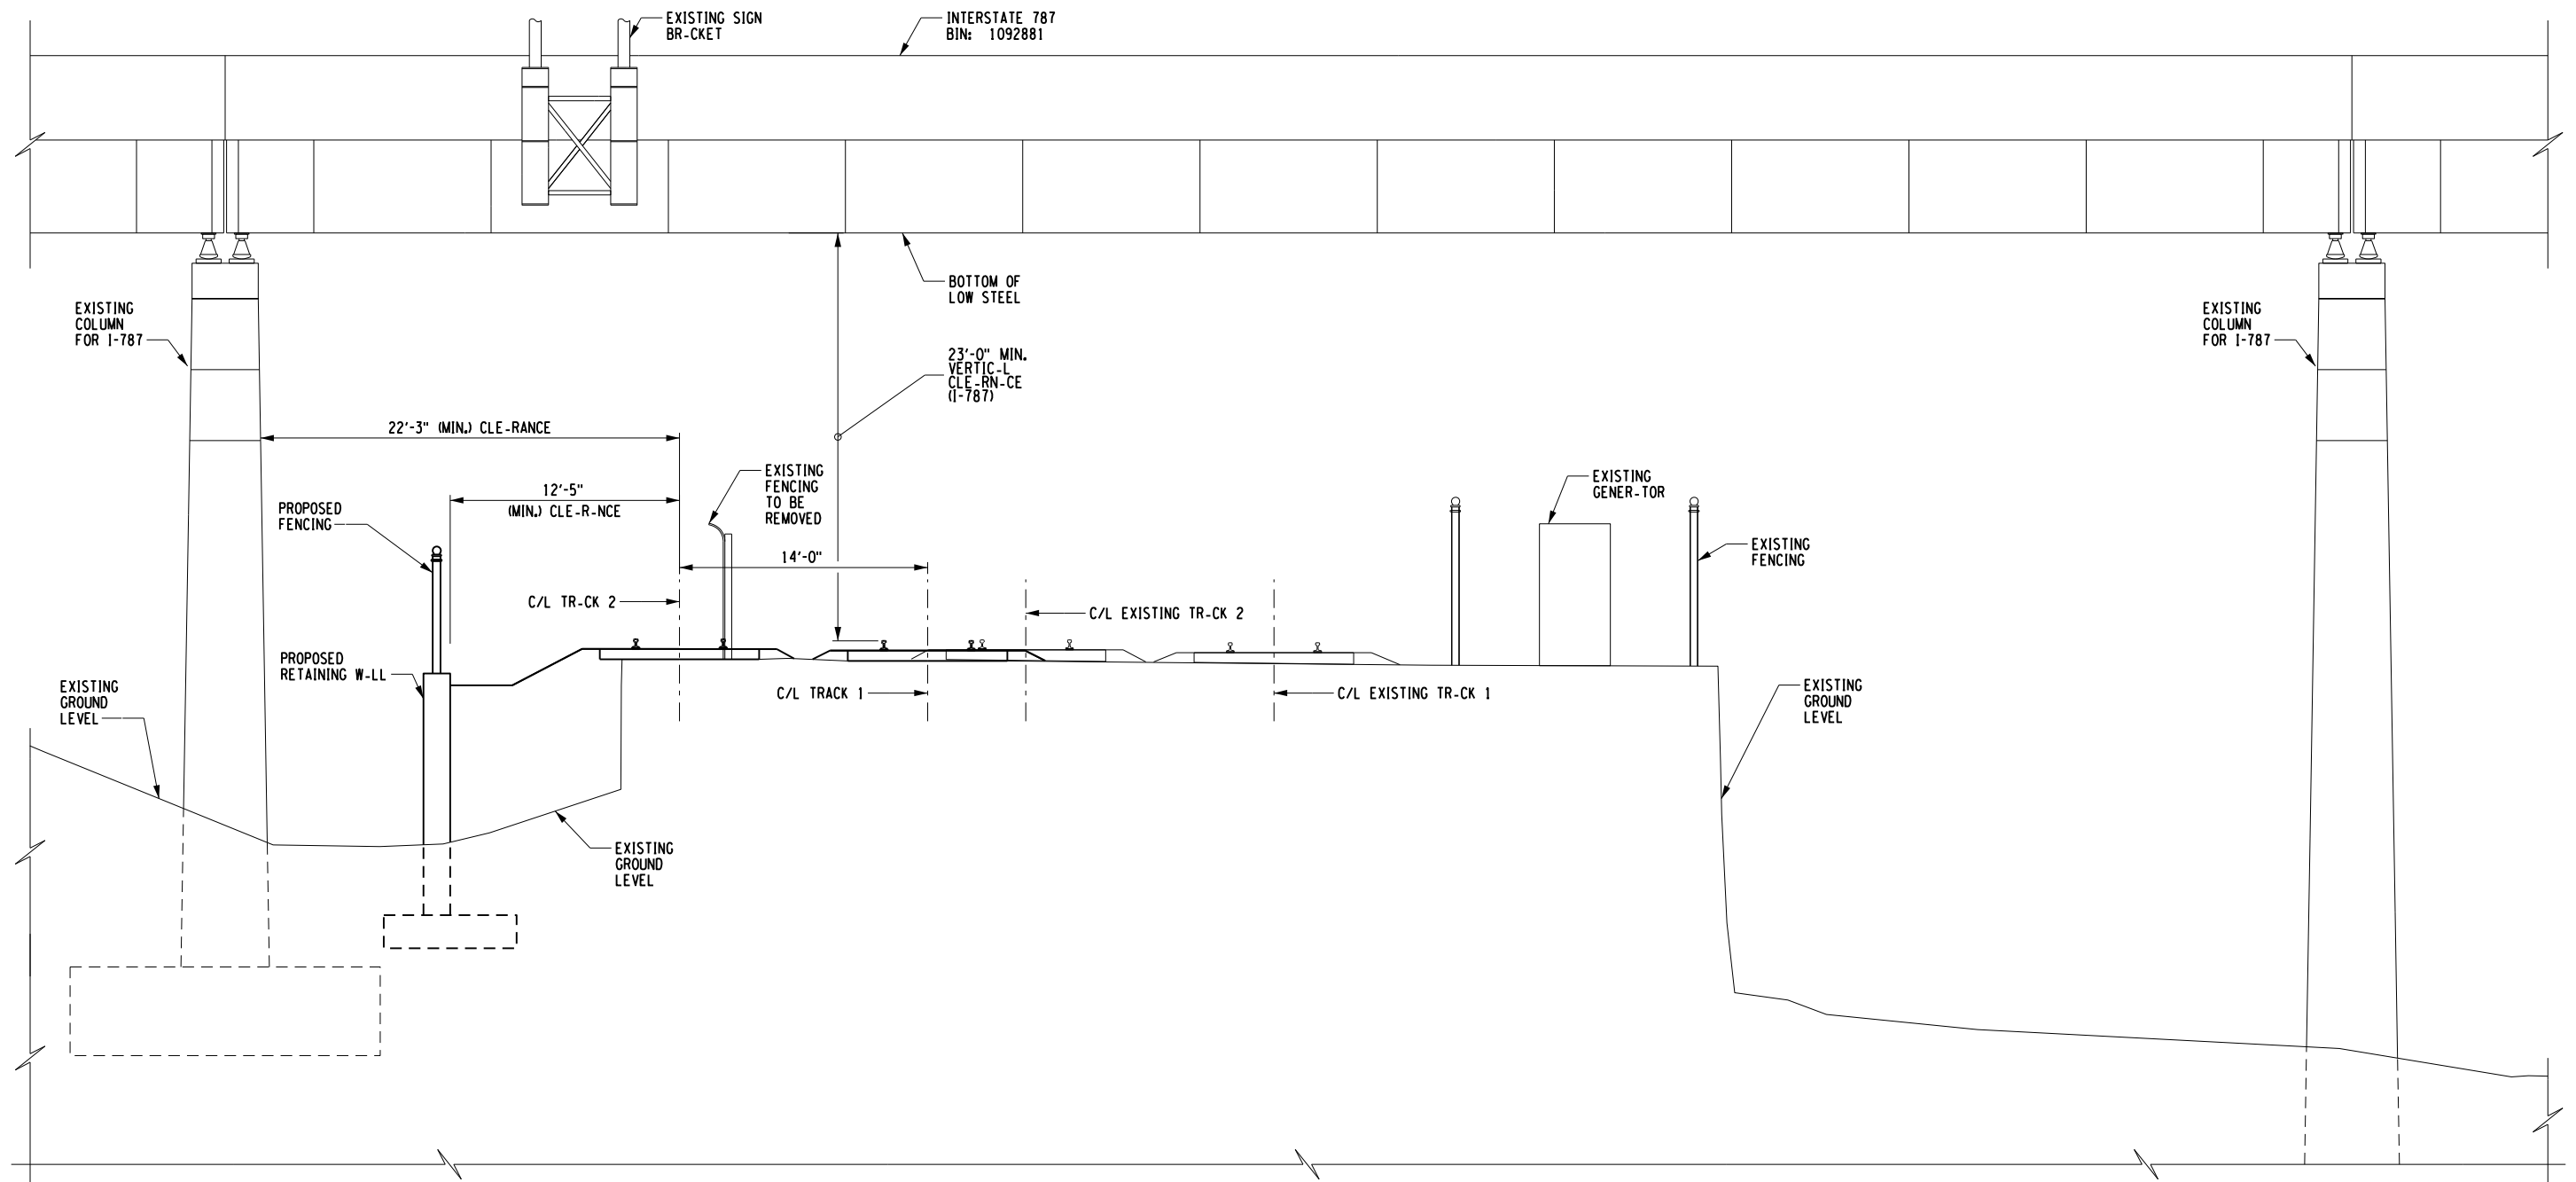 EXISTING SIGN
BR-CKET
INTERSTATE 787
BIN: 1092881
BOTTOM OF
LOW STEEL
EXISTING
COLUMN
FOR I-787
EXISTING
COLUMN
FOR I-787
23'-0" MIN.
VERTIC-L
CLE-RN-CE
(I-787)
22'-3" (MIN.) CLE-RANCE
12'-5"
(MIN.) CLE-R-NCE
EXISTING
FENCING
TO BE
REMOVED
EXISTING
GENER-TOR
PROPOSED
FENCING
14'-0"
EXISTING
FENCING
C/L TR-CK 2
C/L EXISTING TR-CK 2
PROPOSED
RETAINING W-LL
C/L TRACK 1
C/L EXISTING TR-CK 1
EXISTING
GROUND
LEVEL
EXISTING
GROUND
LEVEL
EXISTING
GROUND
LEVEL